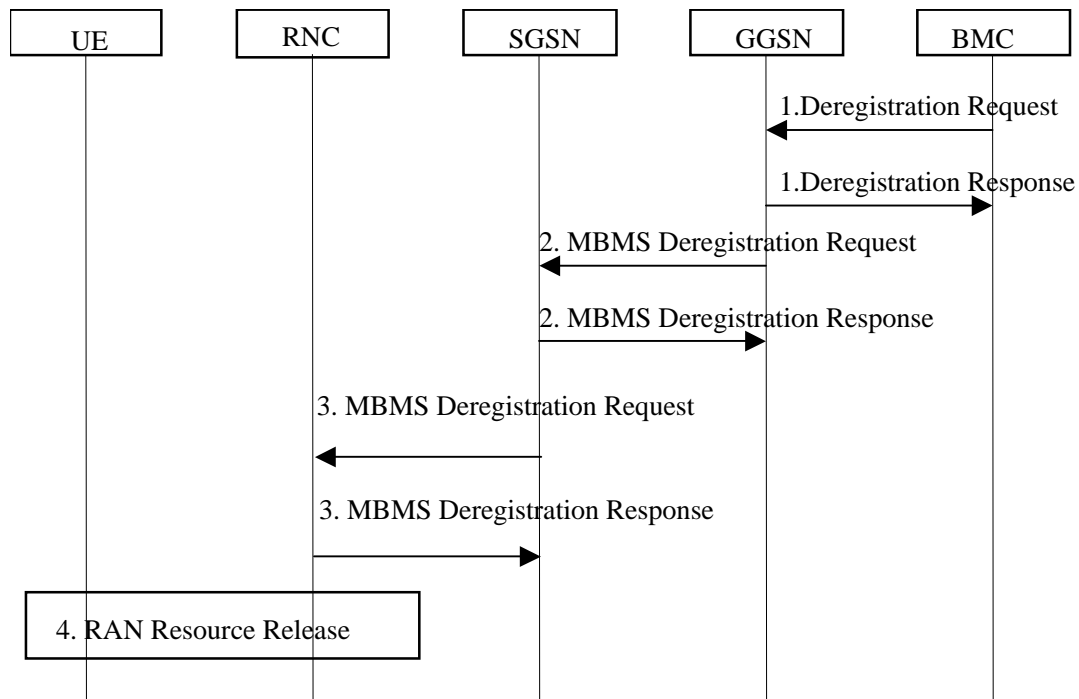 UE
RNC
SGSN
GGSN
BMC
1.Deregistration Request
1.Deregistration Response
2. MBMS Deregistration Request
2. MBMS Deregistration Response
3. MBMS Deregistration Request
3. MBMS Deregistration Response
4. RAN Resource Release